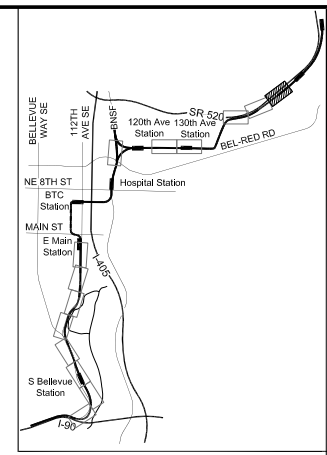 BELLEVUE
WAY SE
112TH
AVE SE
BNSF
SR 520
120th Ave
Station
130th Ave
Station
BEL-RED RD
NE 8TH ST
Hospital Station
BTC
Station
MAIN ST
E Main
Station
I-405
S Bellevue
Station
I-90